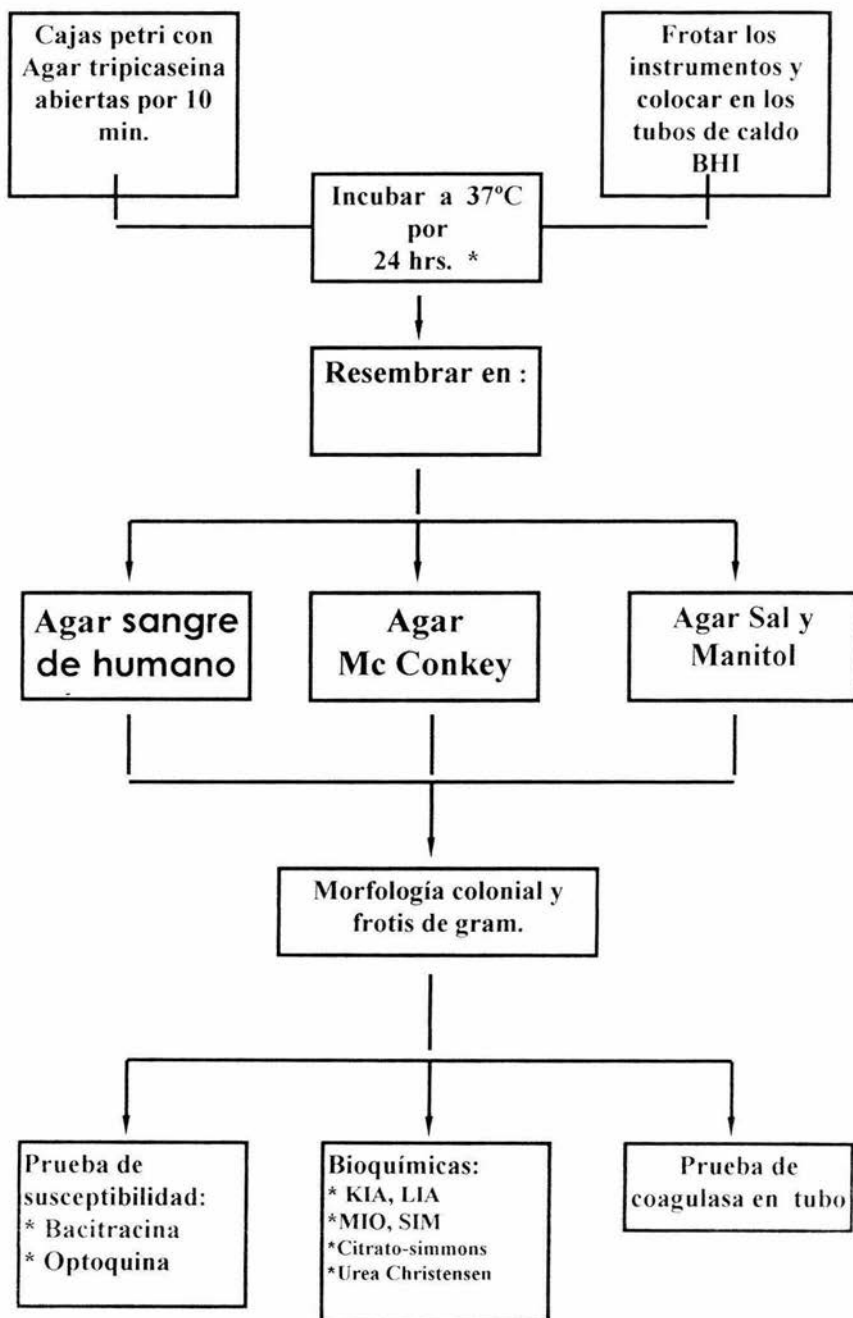 Cajas petri con
Agar tripicaseina
abiertas por 10
min.
Frotar los
instrumentos y
colocar en los
tubos de caldo
BHI
Incubar a 37ºC
por
24 hrs. *
Resembrar en :
Agar sangre
de humano
Agar
Mc Conkey
Agar Sal y
Manitol
Morfología colonial y
frotis de gram.
Prueba de
susceptibilidad:
* Bacitracina
* Optoquina
Bioquímicas:
* KIA, LIA
*MIO, SIM
*Citrato-simmons
*Urea Christensen
Prueba de
coagulasa en tubo